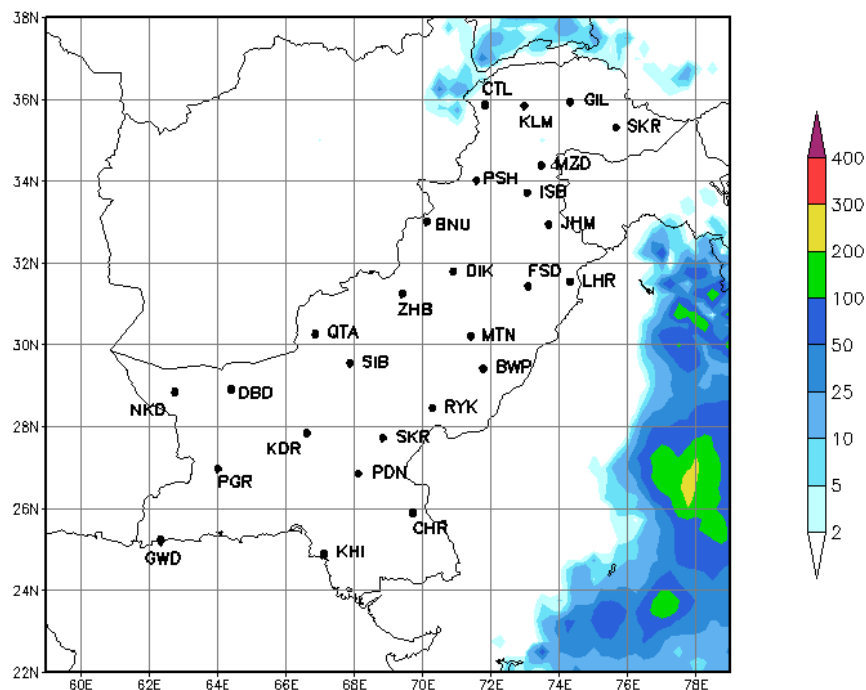 38N
36N
CTL
GIL
KLM
SKR
400
MZD
34N
PSH
ISB
300
BNU
JHM
32N
DIK
FSD
LHR
200
ZHB
100
30N
QTA
MTN
SIB
BWP
50
NKD
DBD
RYK
25
28N
KDR
SKR
PGR
PDN
10
26N
CHR
5
GWD
KHI
2
24N
22N
60E
62E
64E
66E
68E
70E
72E
74E
76E
78E